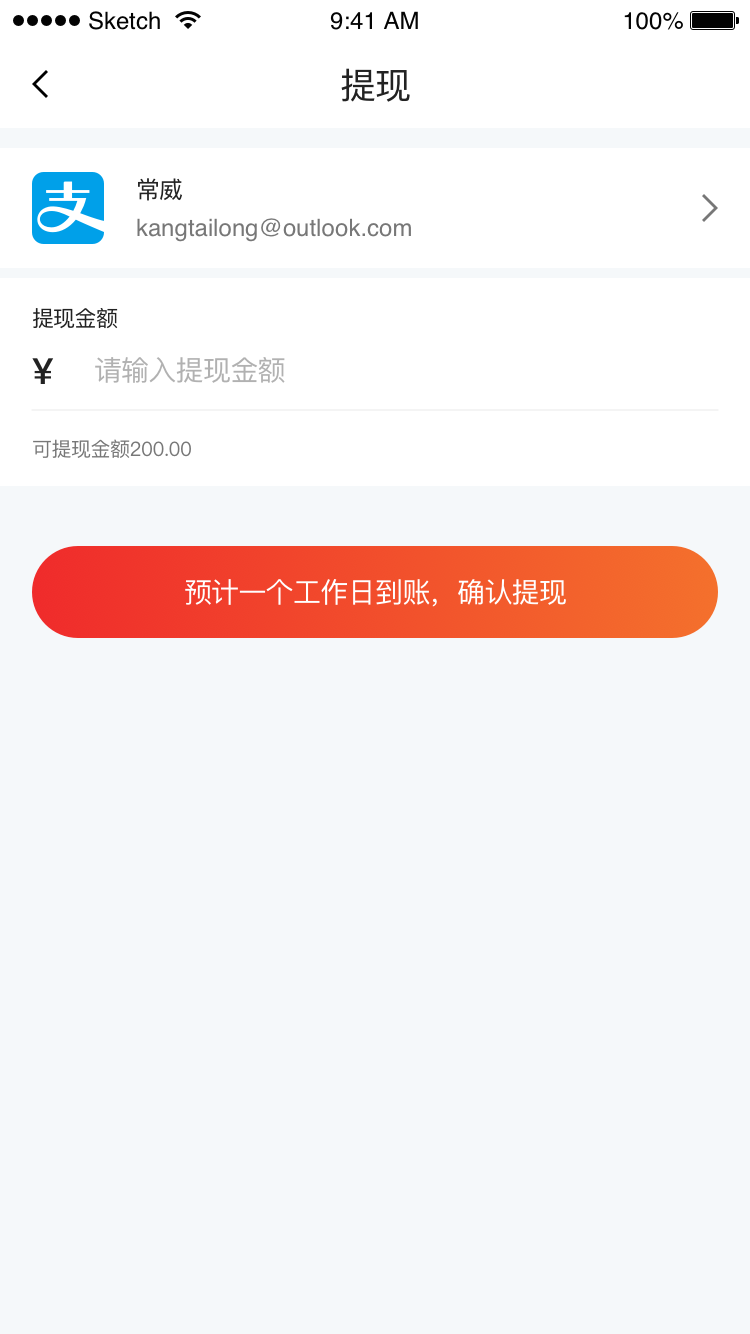 Sketch 9:41 AM 100%
提现
支
常威
kangtailong@outlook.com
提现金额
¥ 请输入提现金额
可提现金额200.00
预计一个工作日到账，确认提现